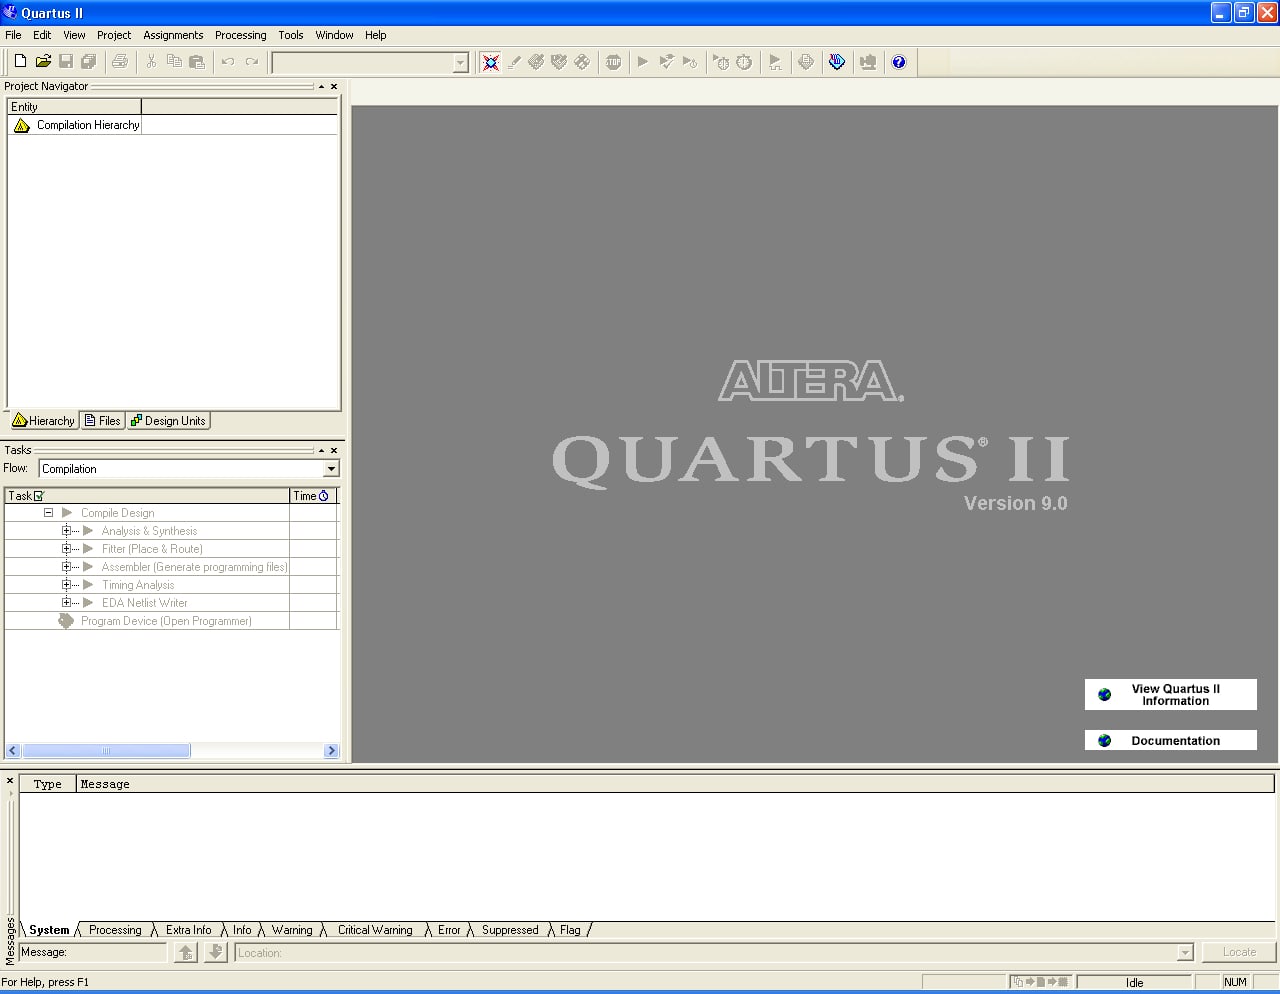 Quartus II
File Edit View Project Assignments Processing Tools Window Help
STOP
Project Navigator
Entity
Compilation Hierarchy
Hierarchy Files Design Units
Tasks
Flow: Compilation
Task Time
Compile Design
Analysis & Synthesis
Fitter (Place & Route)
Assembler (Generate programming files)
Timing Analysis
EDA Netlist Writer
Program Device (Open Programmer)
ALTERA®
QUARTUS® II
Version 9.0
View Quartus II
Information
Documentation
Type Message
System Processing Extra Info Info Warning Critical Warning Error Suppressed Flag
Messages
Message: Location: Locate
For Help, press F1 Idle NUM